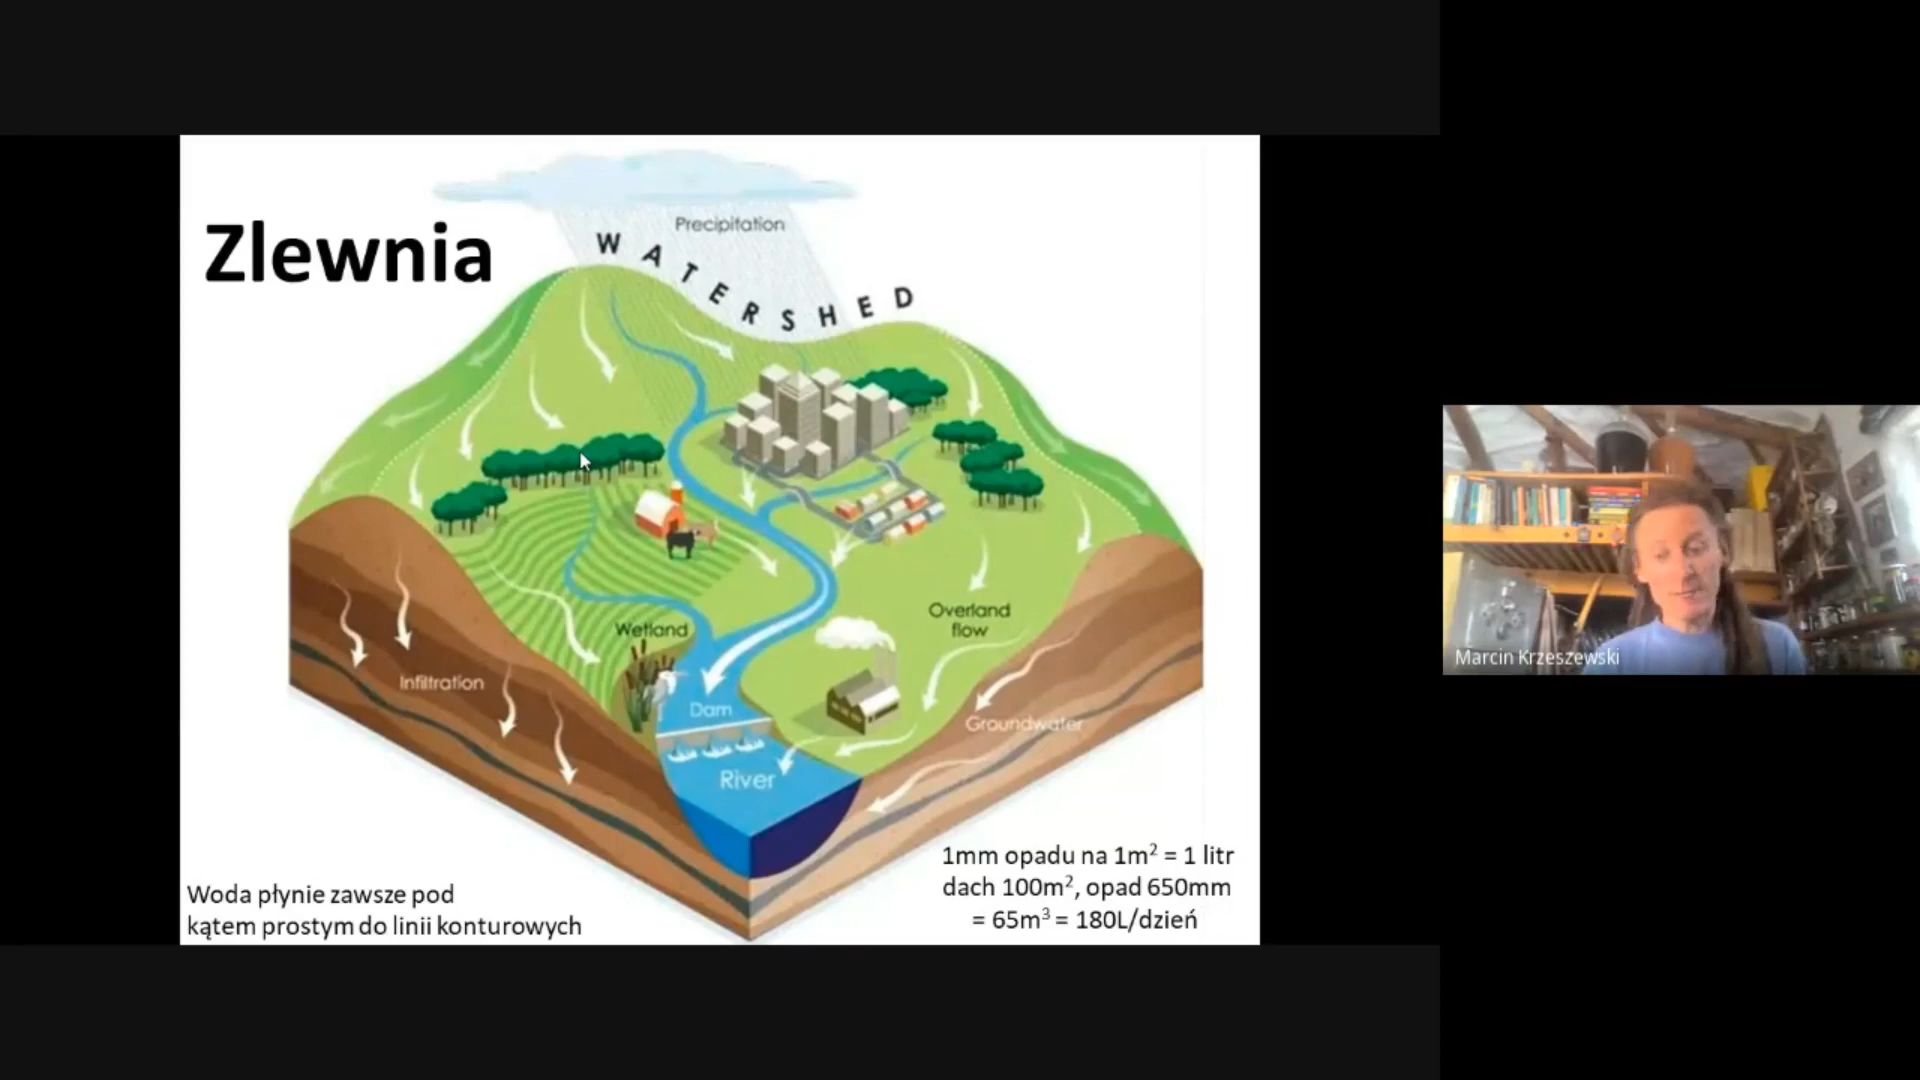 Precipitation
WATERSHED
Zlewnia
Overland
flow
Wetland
Infiltration
Dam
Groundwater
River
Marcin Krzeszewski
1mm opadu na 1m² = 1 litr
dach 100m², opad 650mm
= 65m³ = 180L/dzień
Woda płynie zawsze pod
kątem prostym do linii konturowych